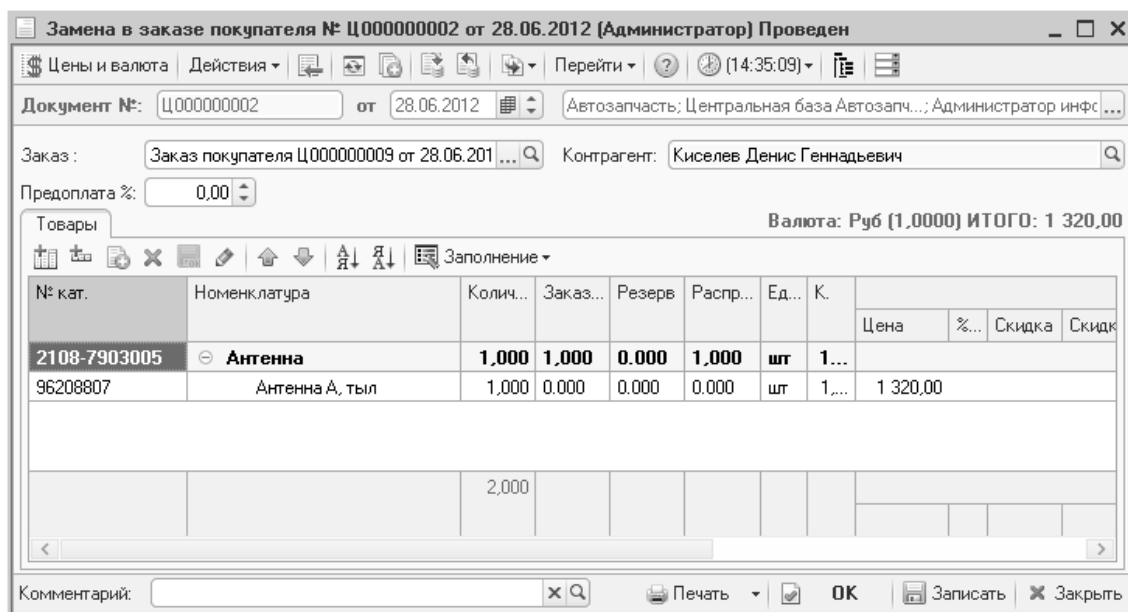 Замена в заказе покупателя № Ц000000002 от 28.06.2012 (Администратор) Проведен
Цены и валюта Действия Перейти (14:35:09)
Документ №: Ц000000002 от 28.06.2012 Автозапчасть; Центральная база Автозапч...; Администратор инфо ...
Заказ : Заказ покупателя Ц000000009 от 28.06.201 ... Контрагент: Киселев Денис Геннадьевич
Предоплата %: 0,00
Товары Валюта: Руб (1,0000) ИТОГО: 1 320,00
Заполнение
№ кат. Номенклатура Колич... Заказ... Резерв Распр... Ед... К.
Цена %... Скидка Скидк
2108-7903005 Антенна 1,000 1,000 0.000 1,000 шт 1...
96208807 Антенна А, тыл 1,000 0.000 0.000 0.000 шт 1,... 1 320,00
2,000
Комментарий: Печать OK Записать Закрыть